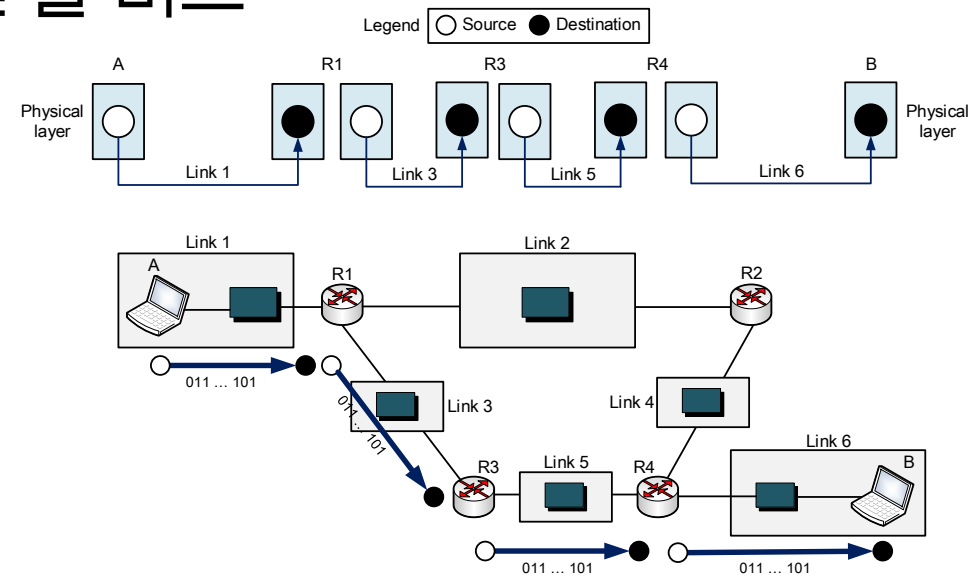 Legend Source Destination
A R1 R3 R4 B
Physical layer
Physical layer
Link 1 Link 3 Link 5 Link 6
Link 1
Link 2
A
R1
R2
011 ... 101
011 ... 101
Link 3
Link 4
Link 6
R3
Link 5
R4
B
011 ... 101
011 ... 101